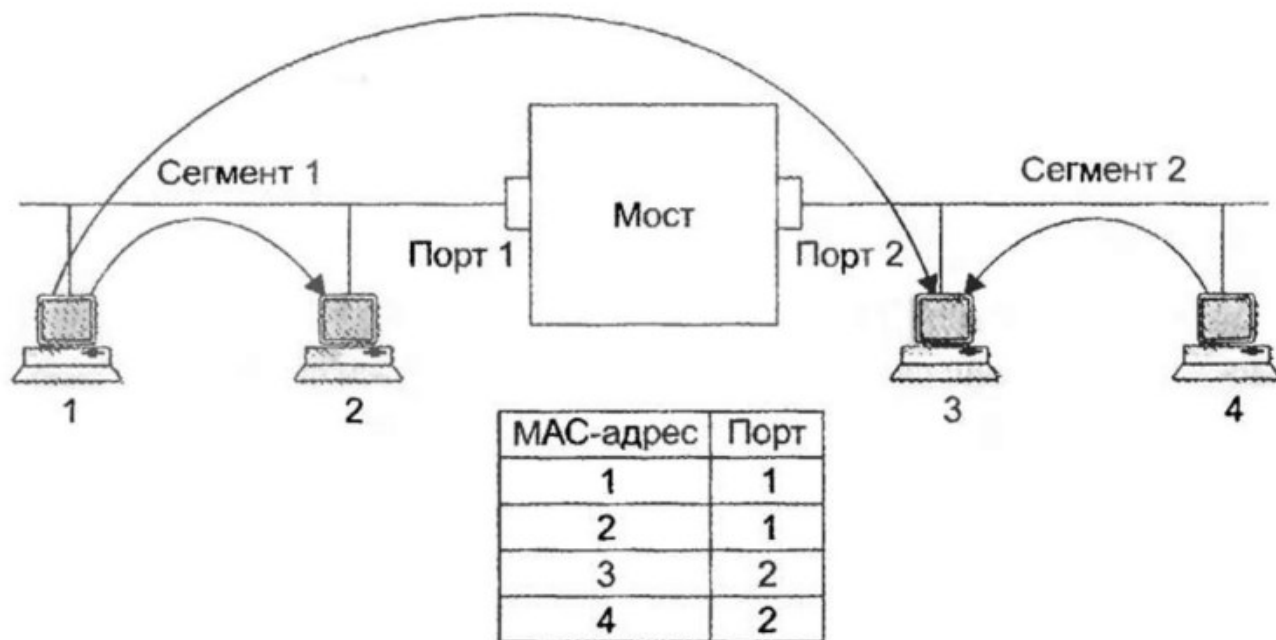 Сегмент 1
Сегмент 2
Мост
Порт 1
Порт 2
1
2
3
4
МАС-адрес Порт
1 1
2 1
3 2
4 2